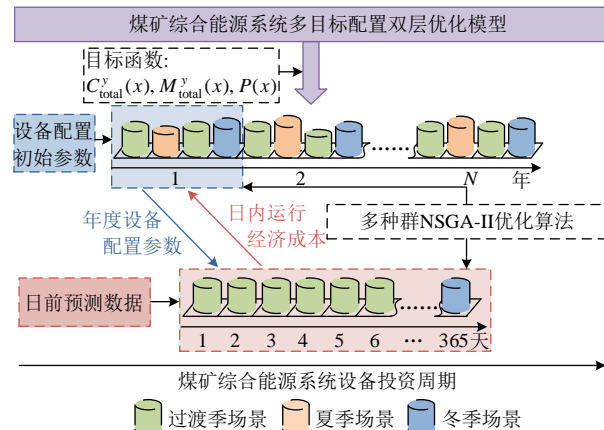 煤矿综合能源系统多目标配置双层优化模型
目标函数：
C^y_total(x), M^y_total(x), P(x)
设备配置
初始参数
1 2 N 年
年度设备
配置参数
日内运行
经济成本
多种群NSGA-II优化算法
日前预测数据
1 2 3 4 5 6 … 365天
煤矿综合能源系统设备投资周期
过渡季场景 夏季场景 冬季场景